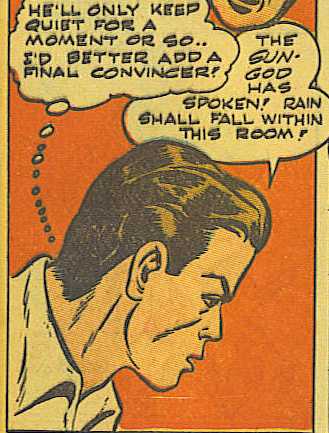 HE'LL ONLY KEEP
QUIET FOR A
MOMENT OR SO..
I'D BETTER ADD A
FINAL CONVINCER!
THE
SUN-
GOD
HAS
SPOKEN! RAIN
SHALL FALL WITHIN
THIS ROOM!